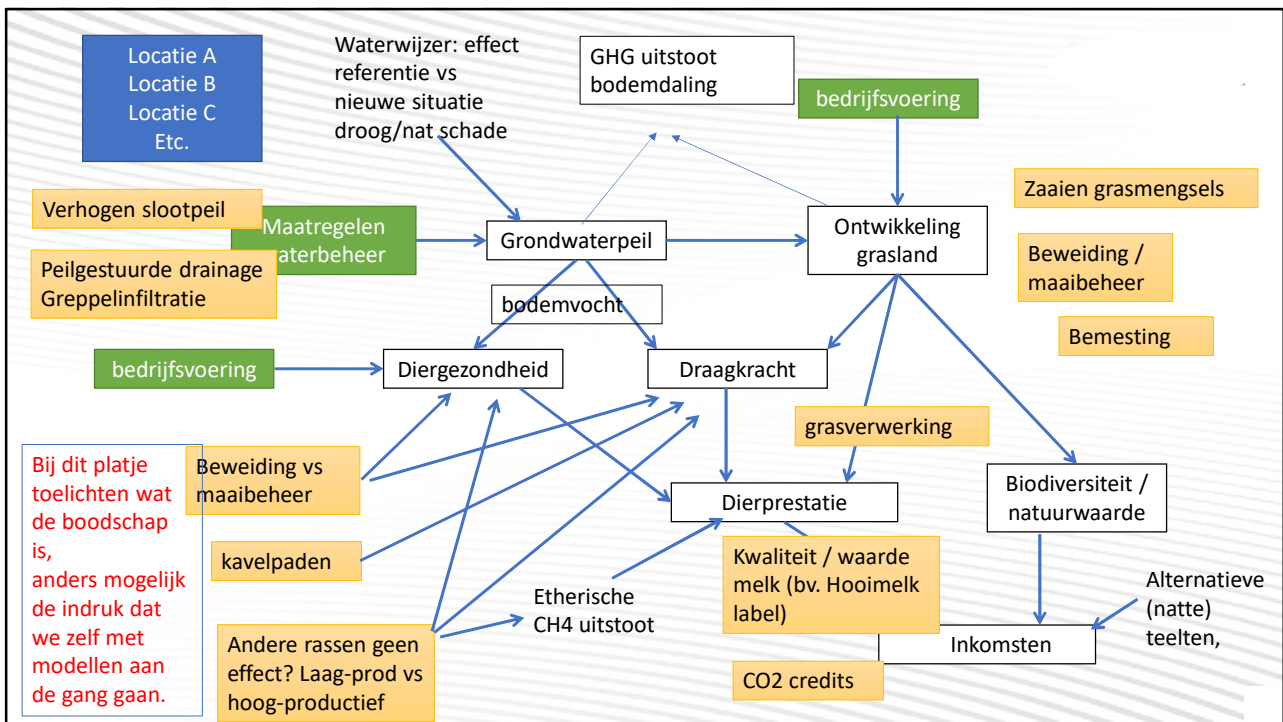 Locatie A
Locatie B
Locatie C
Etc.
Waterwijzer: effect
referentie vs
nieuwe situatie
droog/nat schade
GHG uitstoot
bodemdaling
bedrijfsvoering
Verhogen slootpeil
Maatregelen
waterbeheer
Peilgestuurde drainage
Greppelinfiltratie
Grondwaterpeil
Ontwikkeling
grasland
Zaaien grasmengsels
Beweiding /
maaibeheer
Bemesting
bodemvocht
bedrijfsvoering
Diergezondheid
Draagkracht
grasverwerking
Bij dit platje
toelichten wat
de boodschap
is,
anders mogelijk
de indruk dat
we zelf met
modellen aan
de gang gaan.
Beweiding vs
maaibeheer
kavelpaden
Andere rassen geen
effect? Laag-prod vs
hoog-productief
Etherische
CH4 uitstoot
Dierprestatie
Kwaliteit / waarde
melk (bv. Hooimelk
label)
CO2 credits
Biodiversiteit /
natuurwaarde
Inkomsten
Alternatieve
(natte)
teelten,